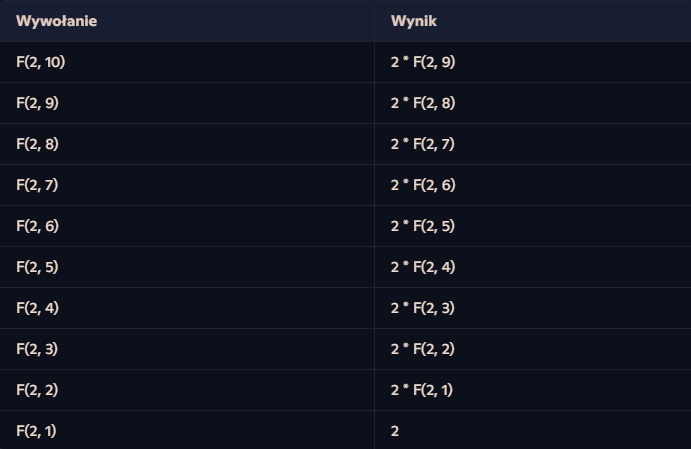 Wywołanie Wynik
F(2, 10) 2 * F(2, 9)
F(2, 9) 2 * F(2, 8)
F(2, 8) 2 * F(2, 7)
F(2, 7) 2 * F(2, 6)
F(2, 6) 2 * F(2, 5)
F(2, 5) 2 * F(2, 4)
F(2, 4) 2 * F(2, 3)
F(2, 3) 2 * F(2, 2)
F(2, 2) 2 * F(2, 1)
F(2, 1) 2